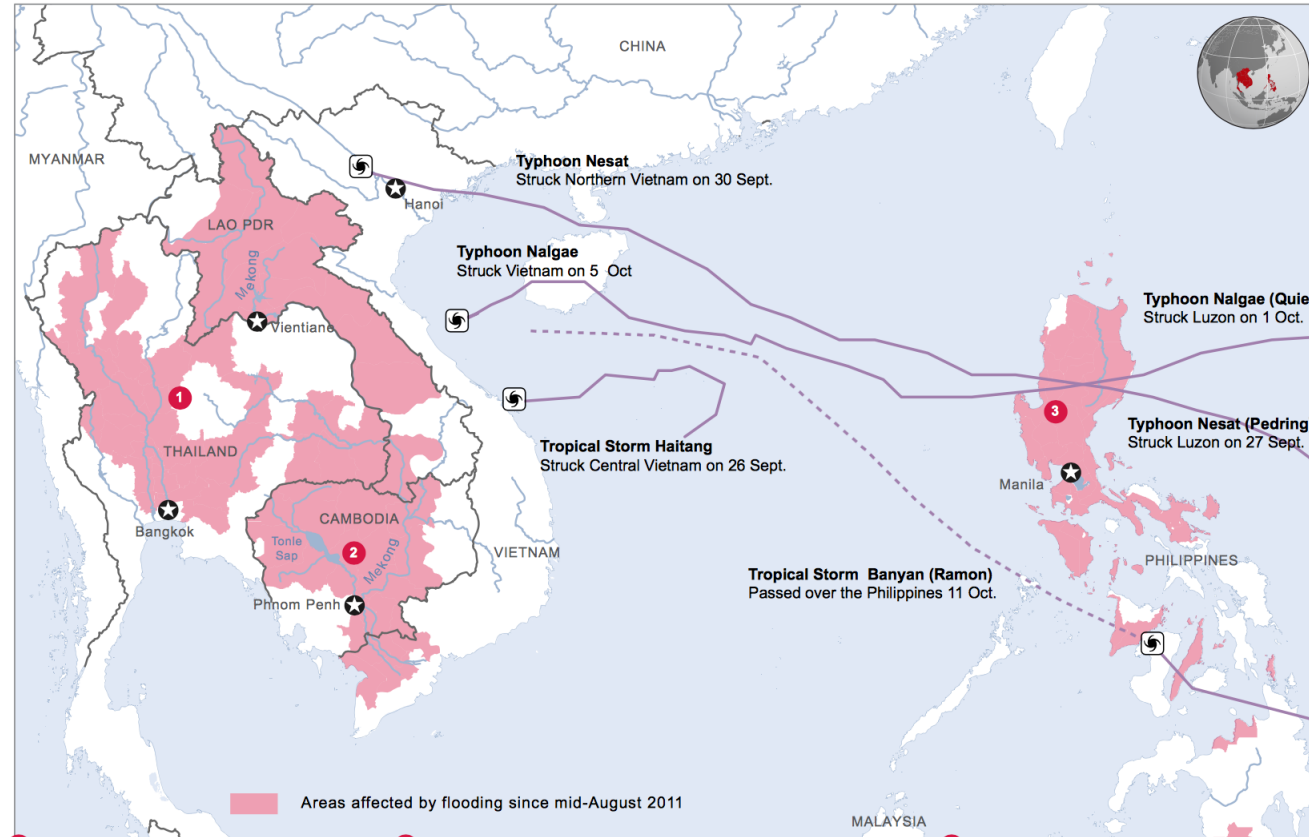 CHINA
MYANMAR
Typhoon Nesat
Struck Northern Vietnam on 30 Sept.
Hanoi
LAO PDR
Typhoon Nalgae
Struck Vietnam on 5 Oct
Mekong
Typhoon Nalgae (Quie
Struck Luzon on 1 Oct.
Vientiane
1
3
THAILAND
Tropical Storm Haitang
Struck Central Vietnam on 26 Sept.
Typhoon Nesat (Pedring
Struck Luzon on 27 Sept.
Manila
Bangkok
CAMBODIA
Tonle
Sap
2
Mekong
VIETNAM
PHILIPPINES
Phnom Penh
Tropical Storm Banyan (Ramon)
Passed over the Philippines 11 Oct.
Areas affected by flooding since mid-August 2011
MALAYSIA